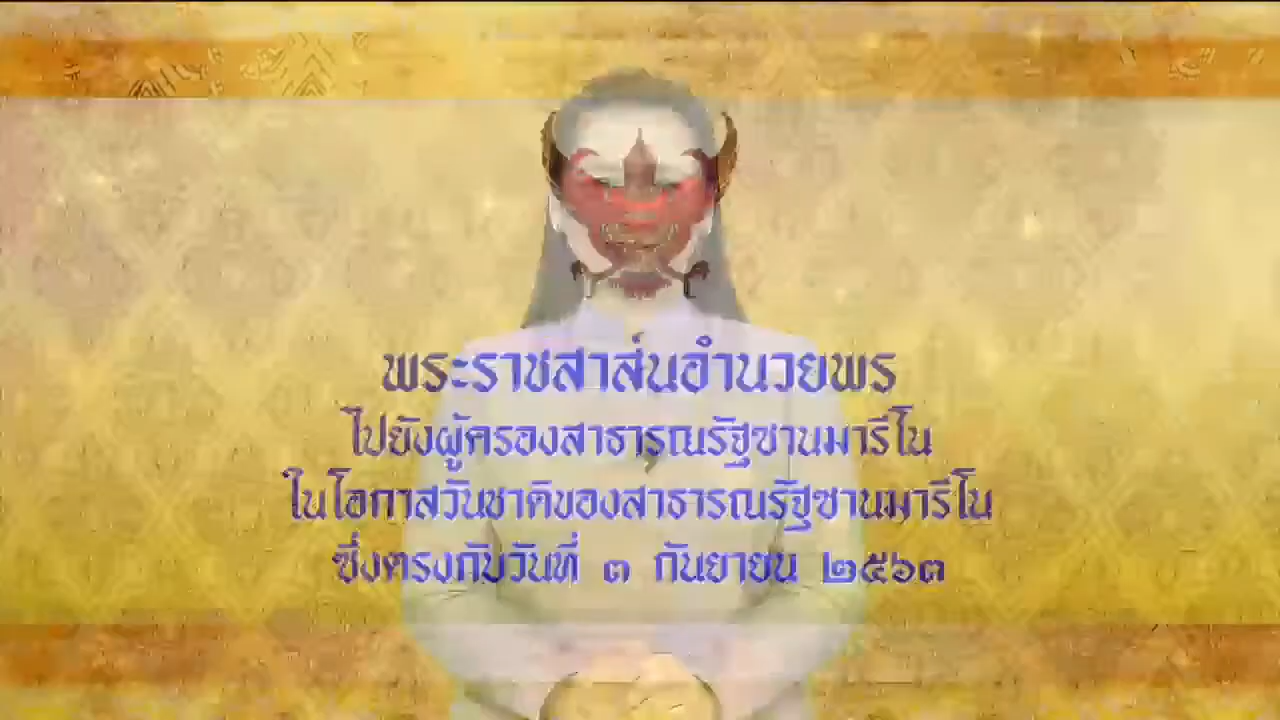 พระราชสาส์นอำนวยพร
ไปยังผู้ครองสาธารณรัฐซานมารีโน
ในโอกาสวันชาติของสาธารณรัฐซานมารีโน
ซึ่งตรงกับวันที่ ๓ กันยายน ๒๕๖๓